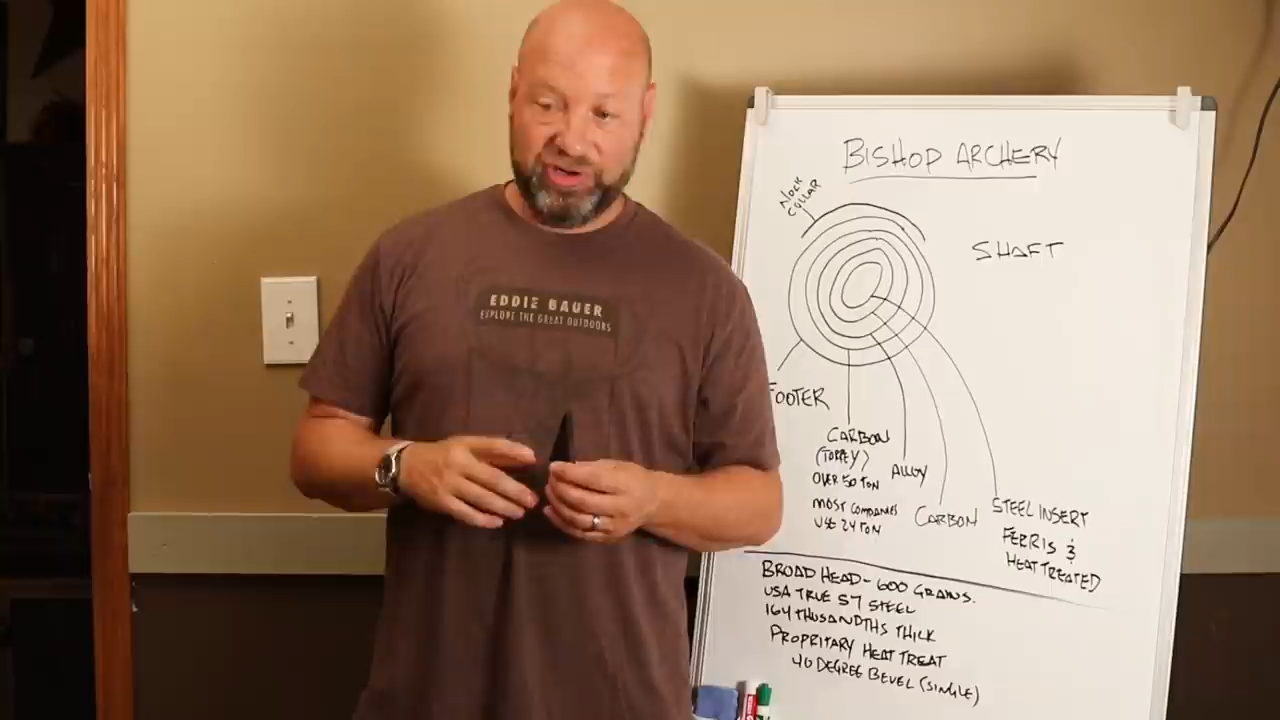 EDDIE BAUER
EXPLORE THE GREAT OUTDOORS
BISHOP ARCHERY
NOCK
COLLAR
SHAFT
FOOTER
CARBON
(TORREY)
OVER 50 TON
MOST COMPANIES
USE 24 TON
ALLOY
CARBON
STEEL INSERT
FERRIS &
HEAT TREATED
BROAD HEAD - 600 GRAINS.
USA TRUE S7 STEEL
164 THUSANDTHS THICK
PROPRITARY HEAT TREAT
40 DEGREE BEVEL (SINGLE)